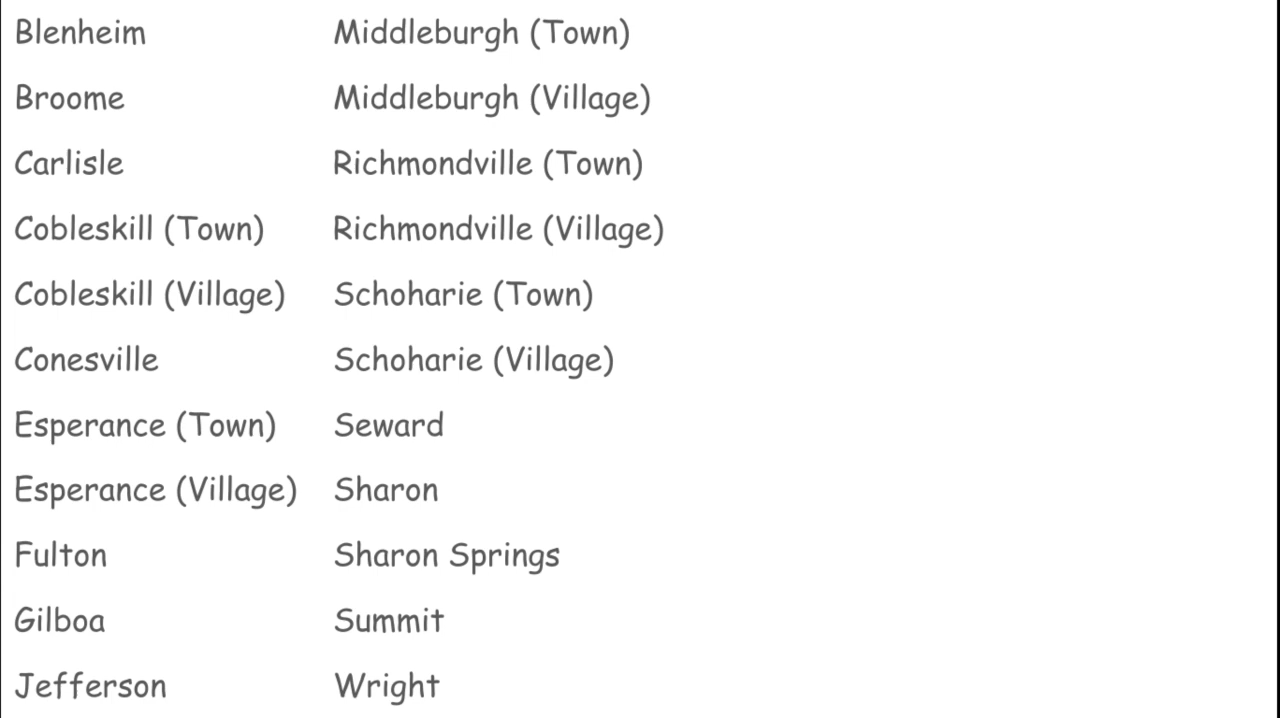 Blenheim
Broome
Carlisle
Cobleskill (Town)
Cobleskill (Village)
Conesville
Esperance (Town)
Esperance (Village)
Fulton
Gilboa
Jefferson
Middleburgh (Town)
Middleburgh (Village)
Richmondville (Town)
Richmondville (Village)
Schoharie (Town)
Schoharie (Village)
Seward
Sharon
Sharon Springs
Summit
Wright